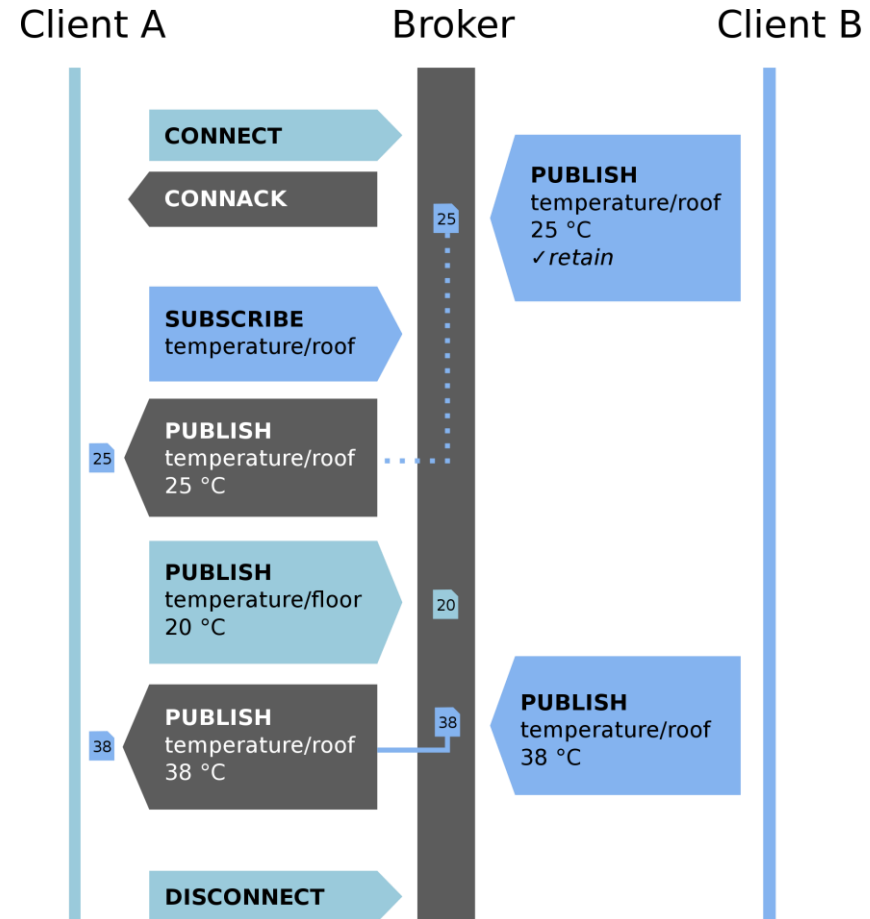 Client A
Broker
Client B
CONNECT
PUBLISH
temperature/roof
25 °C
✓retain
CONNACK
25
SUBSCRIBE
temperature/roof
PUBLISH
temperature/roof
25 °C
25
PUBLISH
temperature/floor
20 °C
20
PUBLISH
temperature/roof
38 °C
38
PUBLISH
temperature/roof
38 °C
38
DISCONNECT